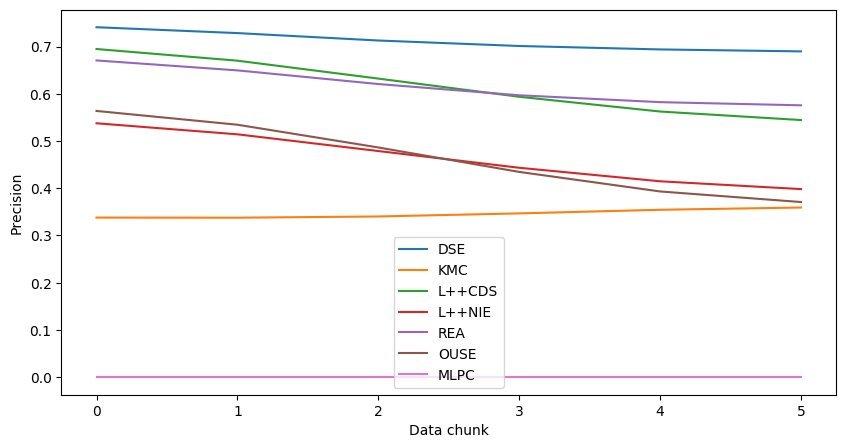 0.7
0.6
0.5
0.4
0.3
0.2
0.1
0.0
Precision
DSE
KMC
L++CDS
L++NIE
REA
OUSE
MLPC
0 1 2 3 4 5
Data chunk